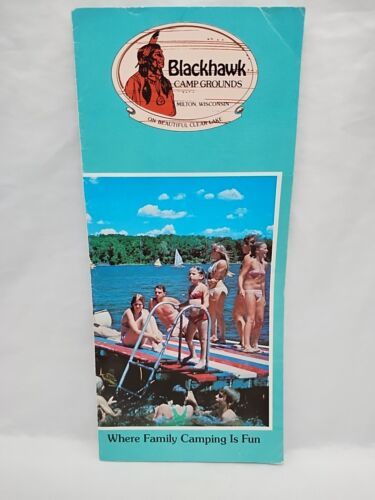 Blackhawk
CAMP GROUNDS
MILTON, WISCONSIN
ON BEAUTIFUL CLEAR LAKE
Where Family Camping Is Fun